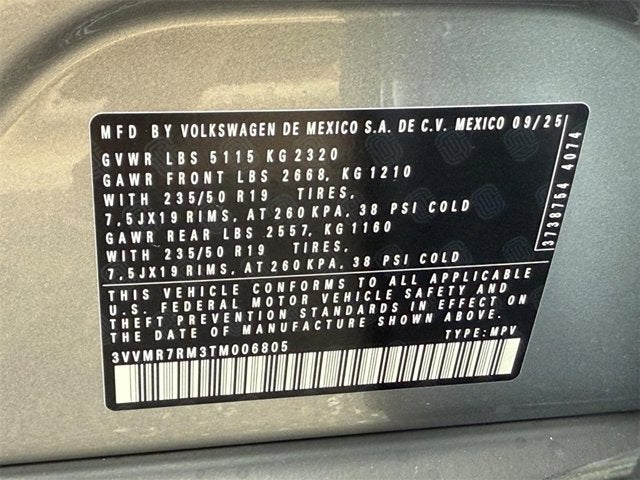 MFD BY VOLKSWAGEN DE MEXICO S.A. DE C.V. MEXICO 09/25
GVWR LBS 5115 KG 2320
GAWR FRONT LBS 2668, KG 1210
WITH 235/50 R19 TIRES,
7,5JX19 RIMS, AT 260 KPA, 38 PSI COLD
GAWR REAR LBS 2557, KG 1160
WITH 235/50 R19 TIRES,
7,5JX19 RIMS, AT 260 KPA, 38 PSI COLD
THIS VEHICLE CONFORMS TO ALL APPLICABLE
U.S. FEDERAL MOTOR VEHICLE SAFETY AND
THEFT PREVENTION STANDARDS IN EFFECT ON
THE DATE OF MANUFACTURE SHOWN ABOVE.
3VVMR7RM3TM006805 TYPE: MPV
3738754 4074